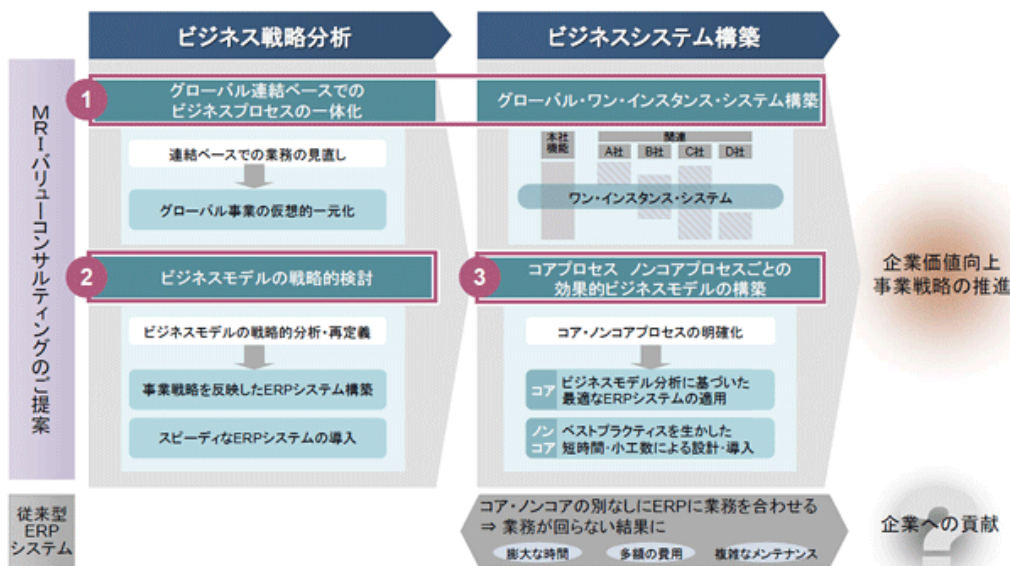 ビジネス戦略分析
ビジネスシステム構築
MRIバリューコンサルティングのご提案
1
グローバル連結ベースでの
ビジネスプロセスの一体化
グローバル・ワン・インスタンス・システム構築
連結ベースでの業務の見直し
グローバル事業の仮想的一元化
本社
機能
関連
A社 B社 C社 D社
ワン・インスタンス・システム
2
ビジネスモデルの戦略的検討
3
コアプロセス ノンコアプロセスごとの
効果的ビジネスモデルの構築
ビジネスモデルの戦略的分析・再定義
事業戦略を反映したERPシステム構築
スピーディなERPシステムの導入
コア・ノンコアプロセスの明確化
コア
ビジネスモデル分析に基づいた
最適なERPシステムの適用
ノン
コア
ベストプラクティスを生かした
短時間・小工数による設計・導入
企業価値向上
事業戦略の推進
従来型
ERP
システム
コア・ノンコアの別なしにERPに業務を合わせる
⇒ 業務が回らない結果に
膨大な時間 多額の費用 複雑なメンテナンス
?
企業への貢献